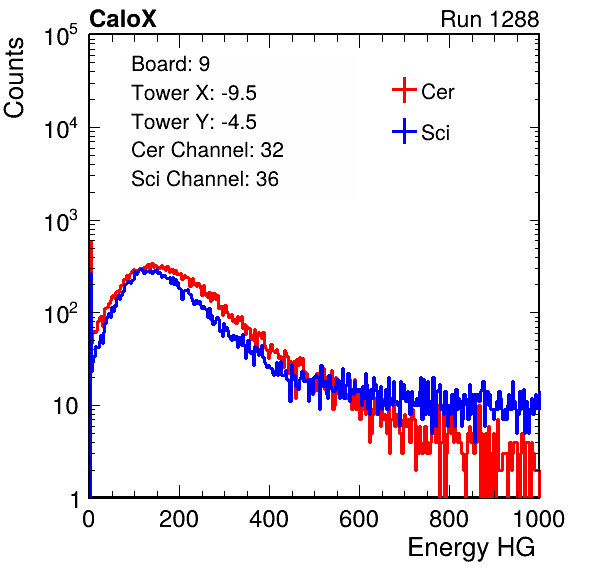 CaloX Run 1288
Counts
Board: 9
Tower X: -9.5
Tower Y: -4.5
Cer Channel: 32
Sci Channel: 36
Cer
Sci
10^5
10^4
10^3
10^2
10
1
0 200 400 600 800 1000
Energy HG